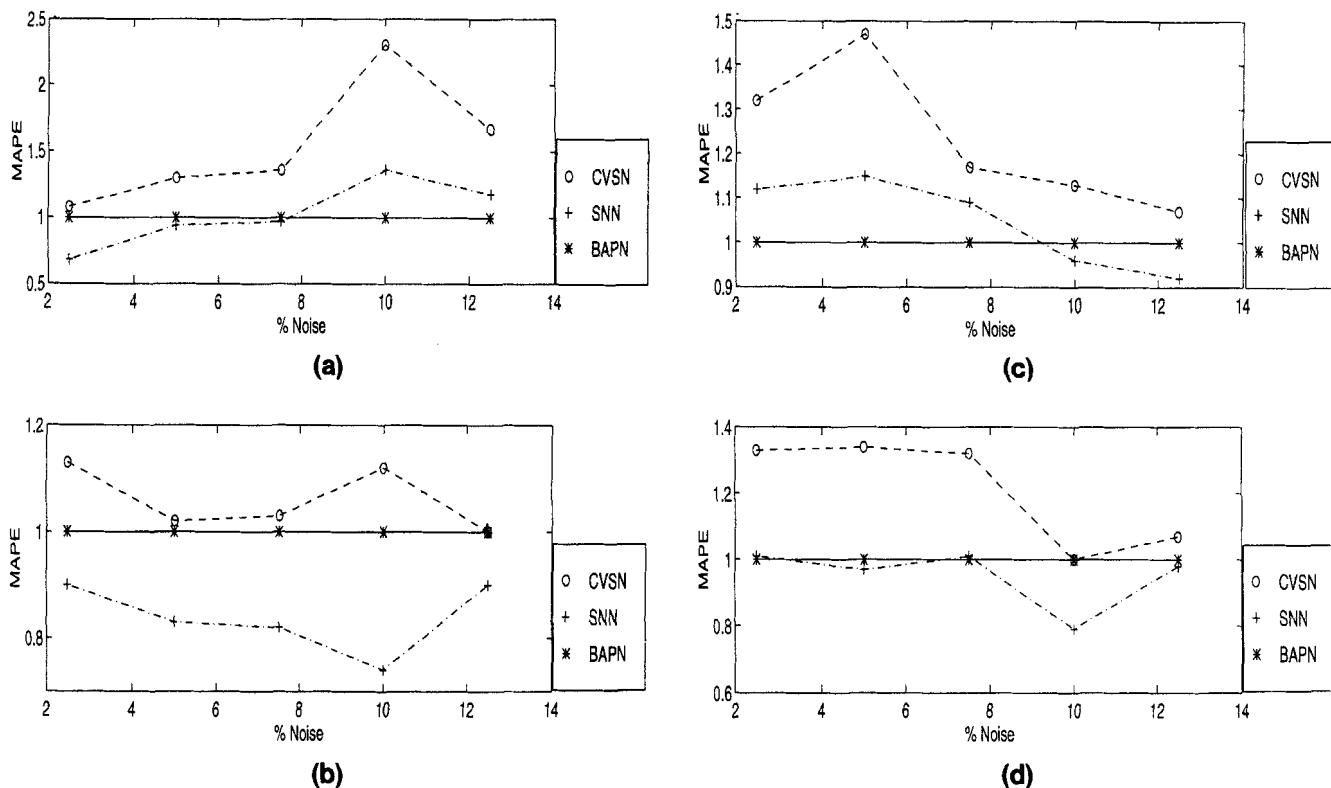 2.5
2
1.5
1
0.5
MAPE
2
4
6
8
10
12
14
% Noise
CVSN
SNN
BAPN
(a)
1.5
1.4
1.3
1.2
1.1
1
0.9
MAPE
2
4
6
8
10
12
14
% Noise
CVSN
SNN
BAPN
(c)
1.2
1
0.8
MAPE
2
4
6
8
10
12
14
% Noise
CVSN
SNN
BAPN
(b)
1.4
1.2
1
0.8
0.6
MAPE
2
4
6
8
10
12
14
% Noise
CVSN
SNN
BAPN
(d)